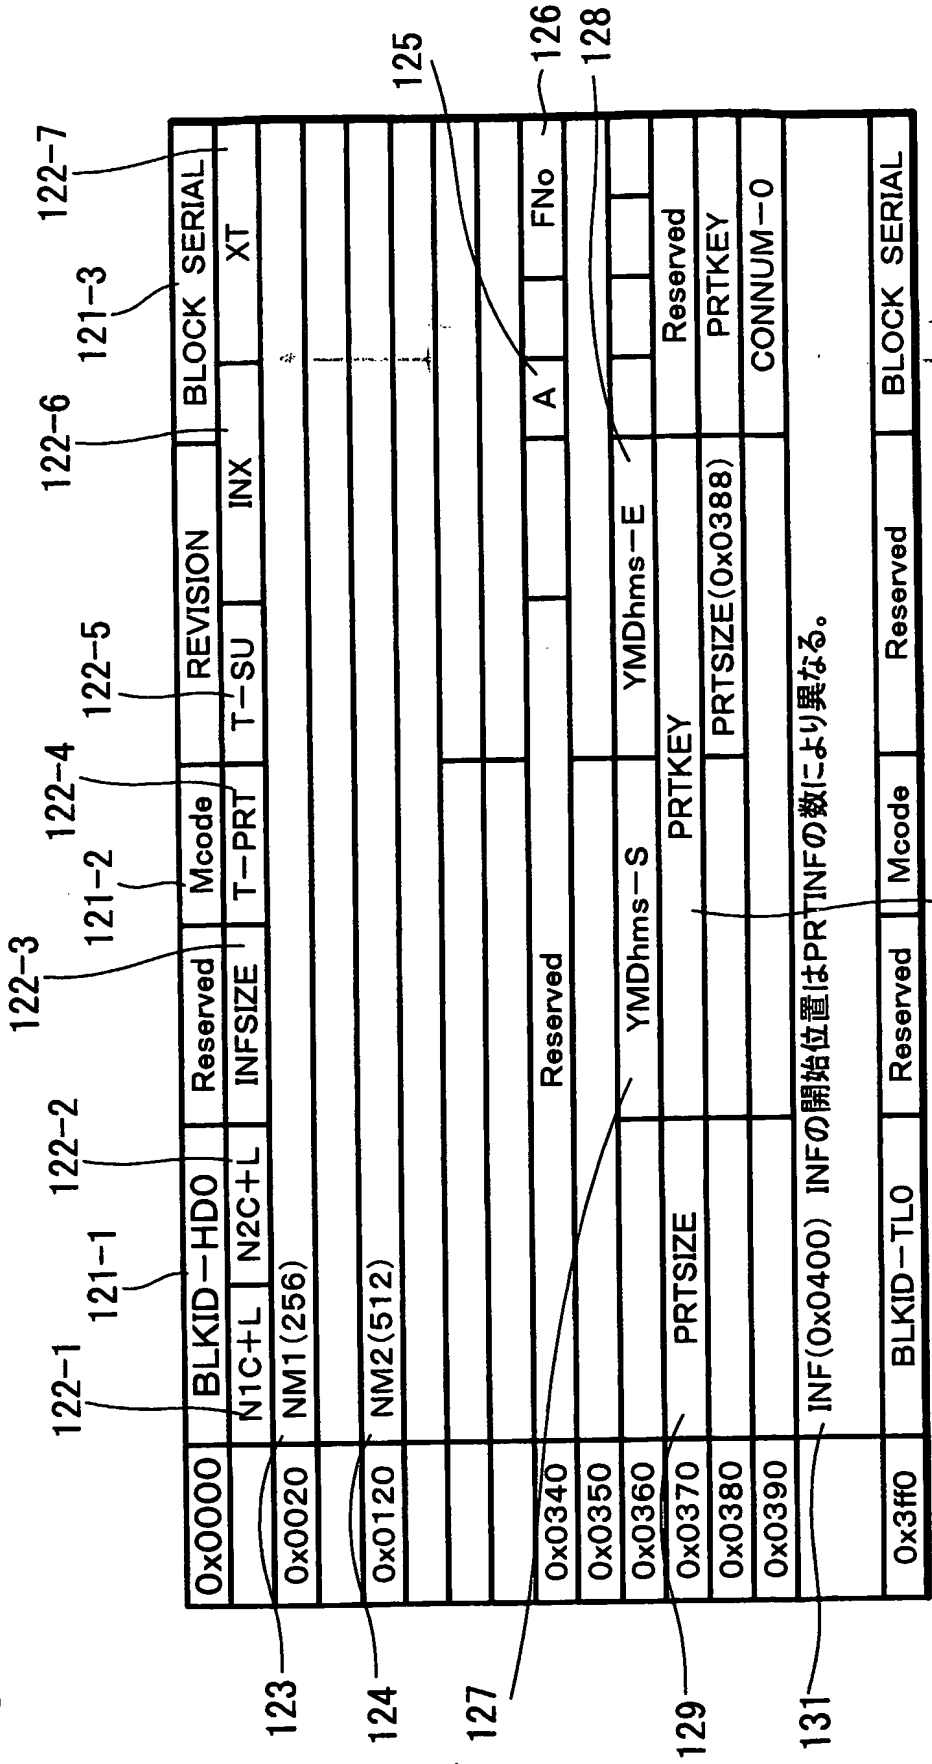 122-3
122-1 121-1 122-2 121-2 122-4 122-5 122-6 121-3 122-7
0x0000 BLKID—HD0 Reserved Mcode REVISION BLOCK SERIAL
N1C+L N2C+L INFSIZE T—PRT T—SU INX XT
123 0x0020 NM1(256)
124 0x0120 NM2(512)
125
0x0340 Reserved A FNo 126
0x0350
127 0x0360 YMDhms—S YMDhms—E 128
129 0x0370 PRTSIZE PRTKEY Reserved
0x0380 PRTSIZE(0x0388) PRTKEY
0x0390 CONNUM—0
131 INF(0x0400) INFの開始位置はPRTINFの数により異なる。
0x3ff0 BLKID—TL0 Reserved Mcode Reserved BLOCK SERIAL